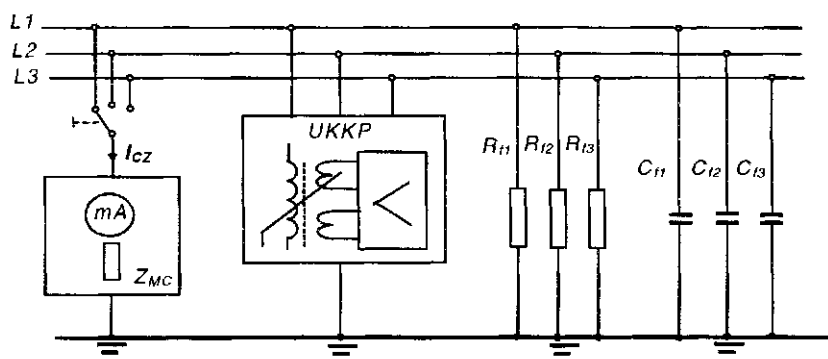 L1
L2
L3
UKKP
Rf1 Rf2 Rf3
Cf1 Cf2 Cf3
ICZ
mA
ZMC